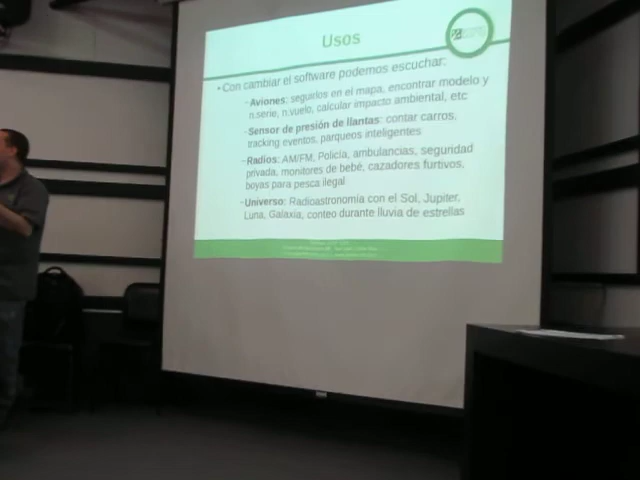 Usos
• Con cambiar el software podemos escuchar:
–Aviones: seguirlos en el mapa, encontrar modelo y
n.serie, n.vuelo, calcular impacto ambiental, etc
–Sensor de presión de llantas: contar carros,
tracking eventos, parqueos inteligentes
–Radios: AM/FM, Policía, ambulancias, seguridad
privada, monitores de bebé, cazadores furtivos,
boyas para pesca ilegal
–Universo: Radioastronomía con el Sol, Jupiter,
Luna, Galaxia, conteo durante lluvia de estrellas